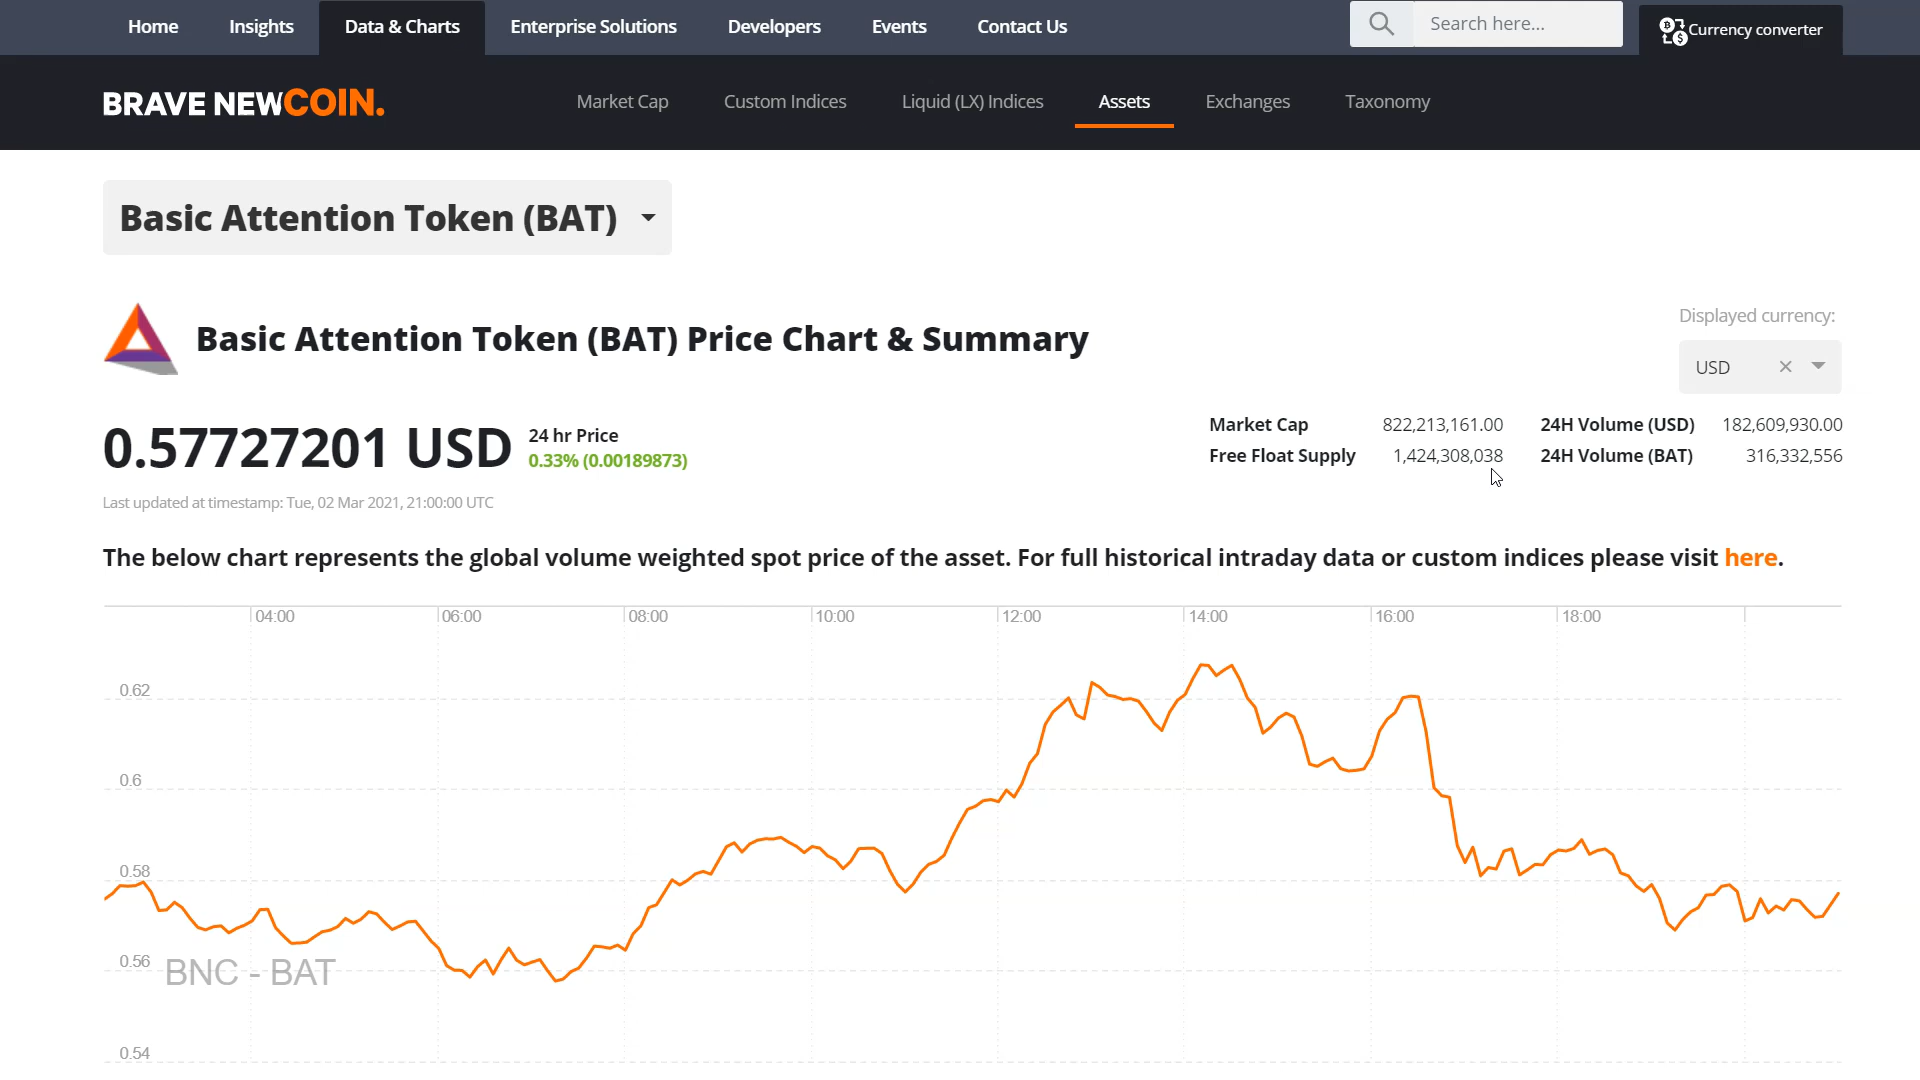 Home Insights Data & Charts Enterprise Solutions Developers Events Contact Us Search here... Currency converter
BRAVE NEWCOIN. Market Cap Custom Indices Liquid (LX) Indices Assets Exchanges Taxonomy
Basic Attention Token (BAT)
Displayed currency:
Basic Attention Token (BAT) Price Chart & Summary
USD
0.57727201 USD
24 hr Price
0.33% (0.00189873)
Market Cap 822,213,161.00 24H Volume (USD) 182,609,930.00
Free Float Supply 1,424,308,038 24H Volume (BAT) 316,332,556
Last updated at timestamp: Tue, 02 Mar 2021, 21:00:00 UTC
The below chart represents the global volume weighted spot price of the asset. For full historical intraday data or custom indices please visit here.
04:00 06:00 08:00 10:00 12:00 14:00 16:00 18:00
0.62
0.6
0.58
0.56
BNC - BAT
0.54